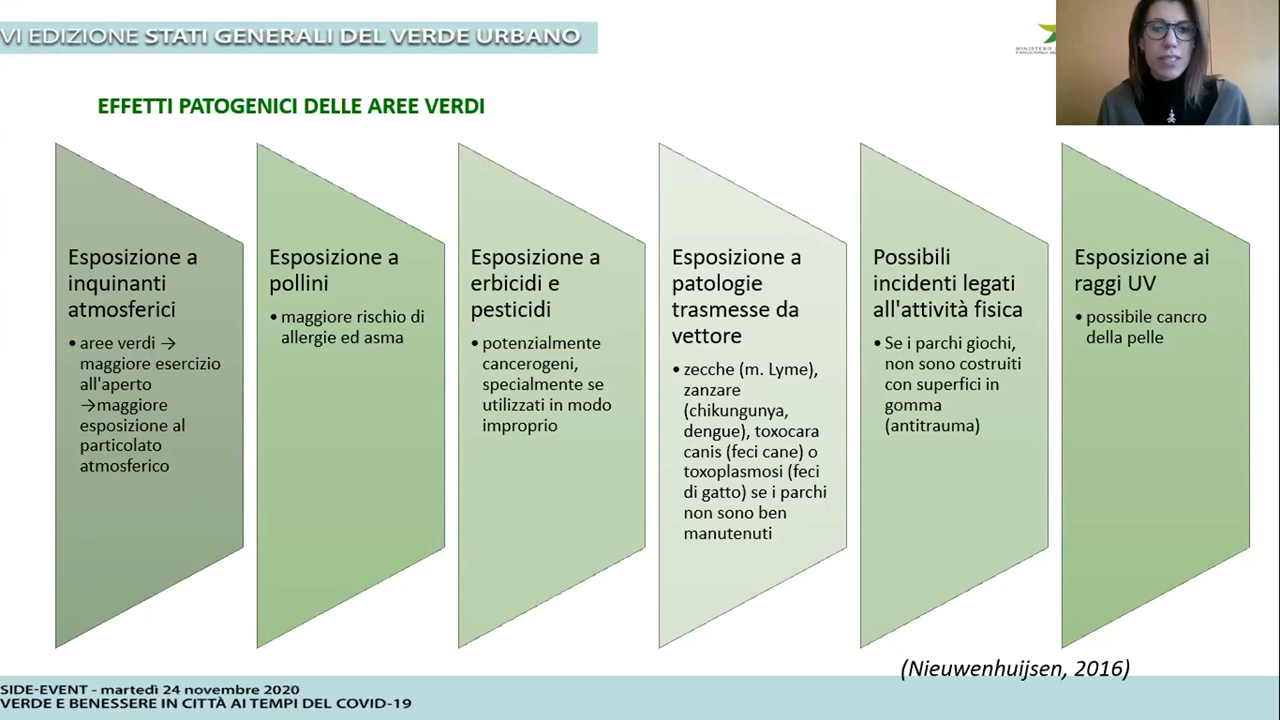 VI EDIZIONE STATI GENERALI DEL VERDE URBANO
EFFETTI PATOGENICI DELLE AREE VERDI
Esposizione a
inquinanti
atmosferici
• aree verdi →
maggiore esercizio
all'aperto
→maggiore
esposizione al
particolato
atmosferico
Esposizione a
pollini
• maggiore rischio di
allergie ed asma
Esposizione a
erbicidi e
pesticidi
• potenzialmente
cancerogeni,
specialmente se
utilizzati in modo
improprio
Esposizione a
patologie
trasmesse da
vettore
• zecche (m. Lyme),
zanzare
(chikungunya,
dengue), toxocara
canis (feci cane) o
toxoplasmosi (feci
di gatto) se i parchi
non sono ben
manutenuti
Possibili
incidenti legati
all'attività fisica
• Se i parchi giochi,
non sono costruiti
con superfici in
gomma
(antitrauma)
Esposizione ai
raggi UV
• possibile cancro
della pelle
(Nieuwenhuijsen, 2016)
SIDE-EVENT - martedì 24 novembre 2020
VERDE E BENESSERE IN CITTÀ AI TEMPI DEL COVID-19